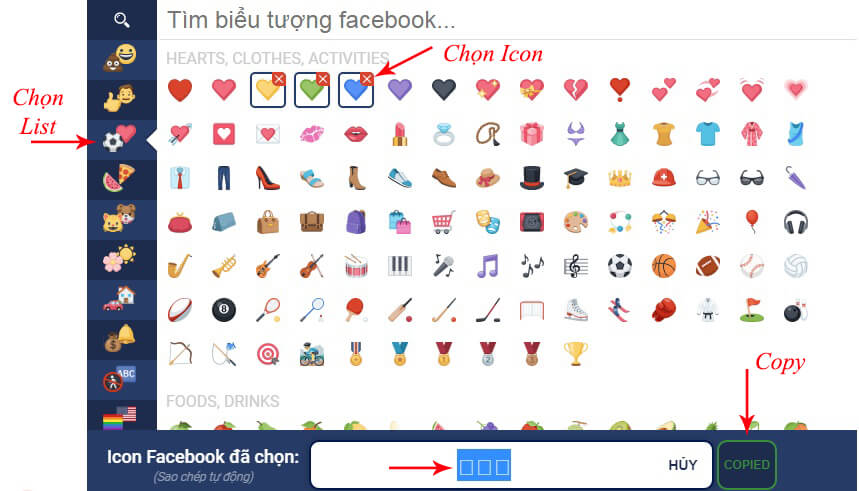 Tìm biểu tượng facebook...
HEARTS, CLOTHES, ACTIVITIES
Chọn Icon
Chọn
List
ABC
Copy
FOODS, DRINKS
Icon Facebook đã chọn:
(Sao chép tự động)
HỦY
COPIED